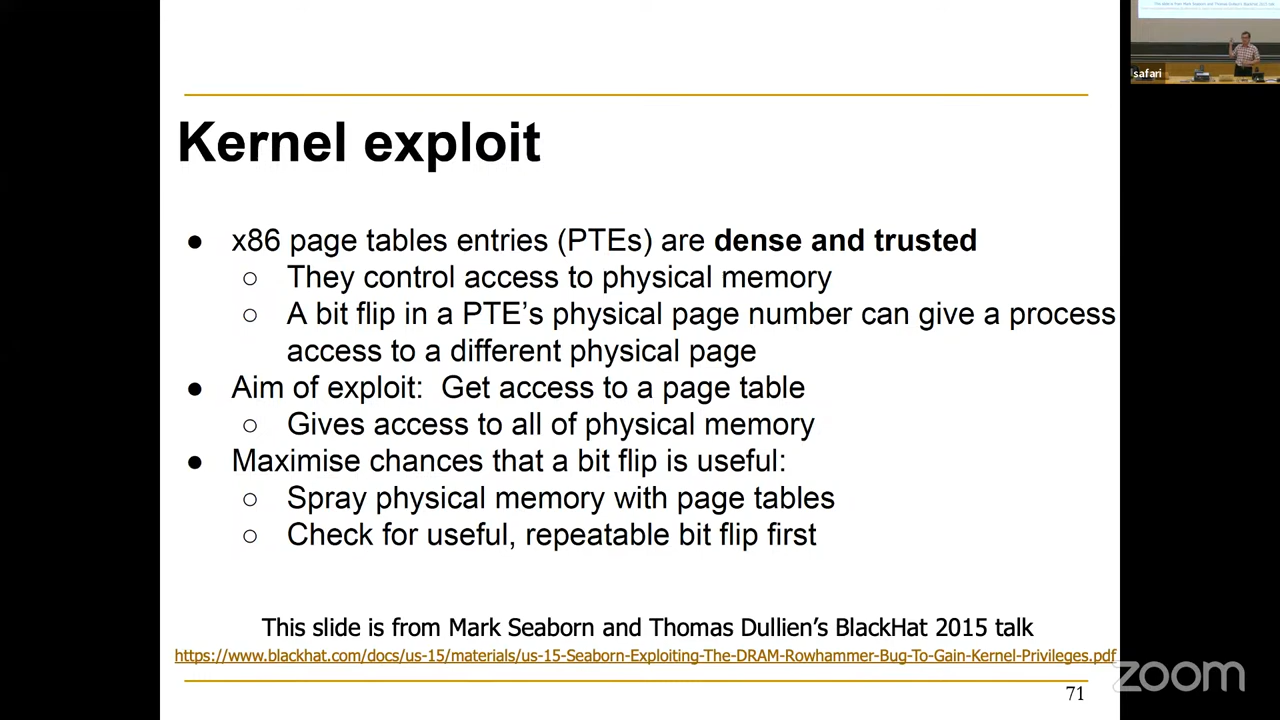 safari
Kernel exploit
● x86 page tables entries (PTEs) are dense and trusted
○ They control access to physical memory
○ A bit flip in a PTE’s physical page number can give a process
access to a different physical page
● Aim of exploit: Get access to a page table
○ Gives access to all of physical memory
● Maximise chances that a bit flip is useful:
○ Spray physical memory with page tables
○ Check for useful, repeatable bit flip first
This slide is from Mark Seaborn and Thomas Dullien’s BlackHat 2015 talk
https://www.blackhat.com/docs/us-15/materials/us-15-Seaborn-Exploiting-The-DRAM-Rowhammer-Bug-To-Gain-Kernel-Privileges.pdf
71
zoom